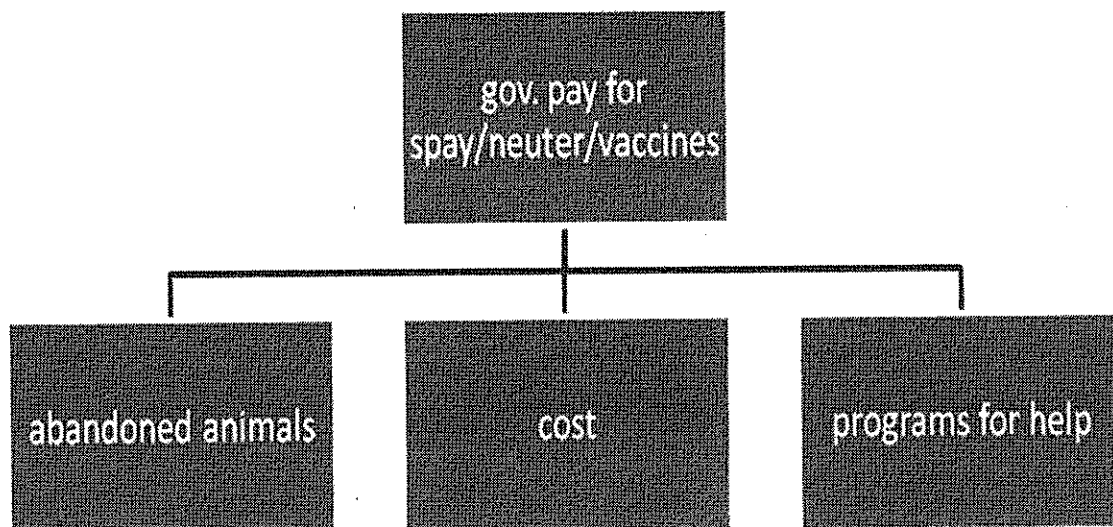 gov. pay for
spay/neuter/vaccines
abandoned animals
cost
programs for help